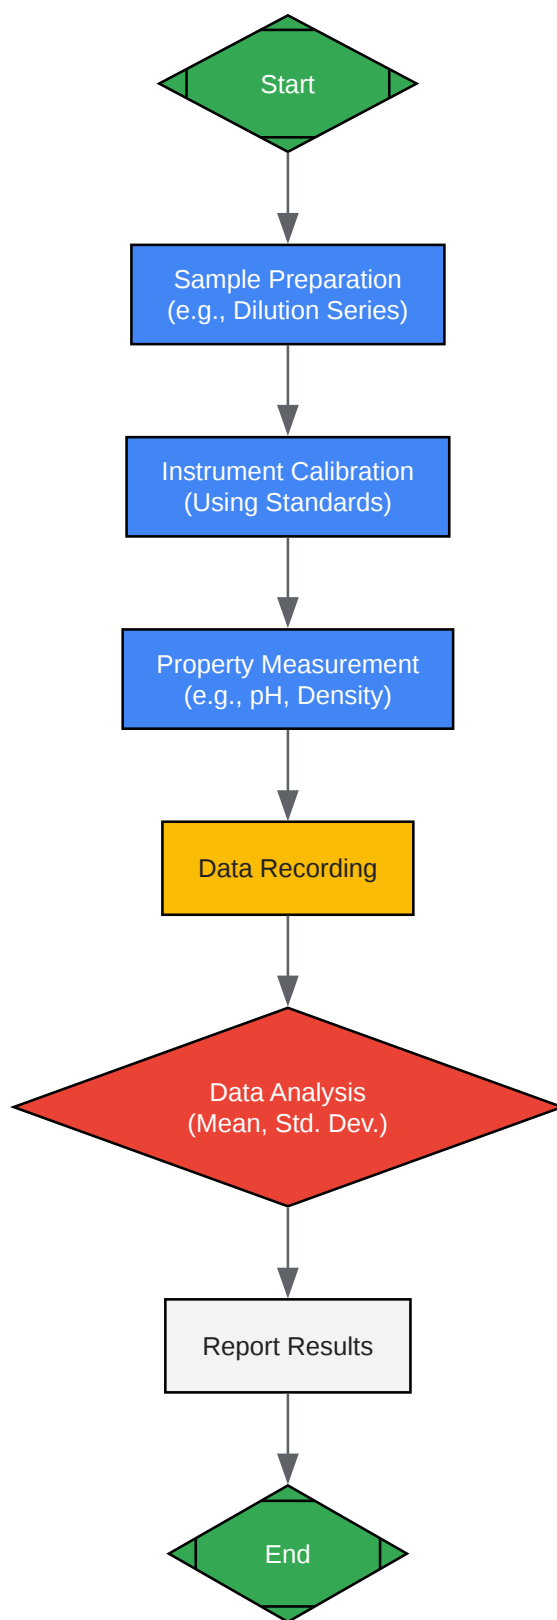 Start
Sample Preparation
(e.g., Dilution Series)
Instrument Calibration
(Using Standards)
Property Measurement
(e.g., pH, Density)
Data Recording
Data Analysis
(Mean, Std. Dev.)
Report Results
End